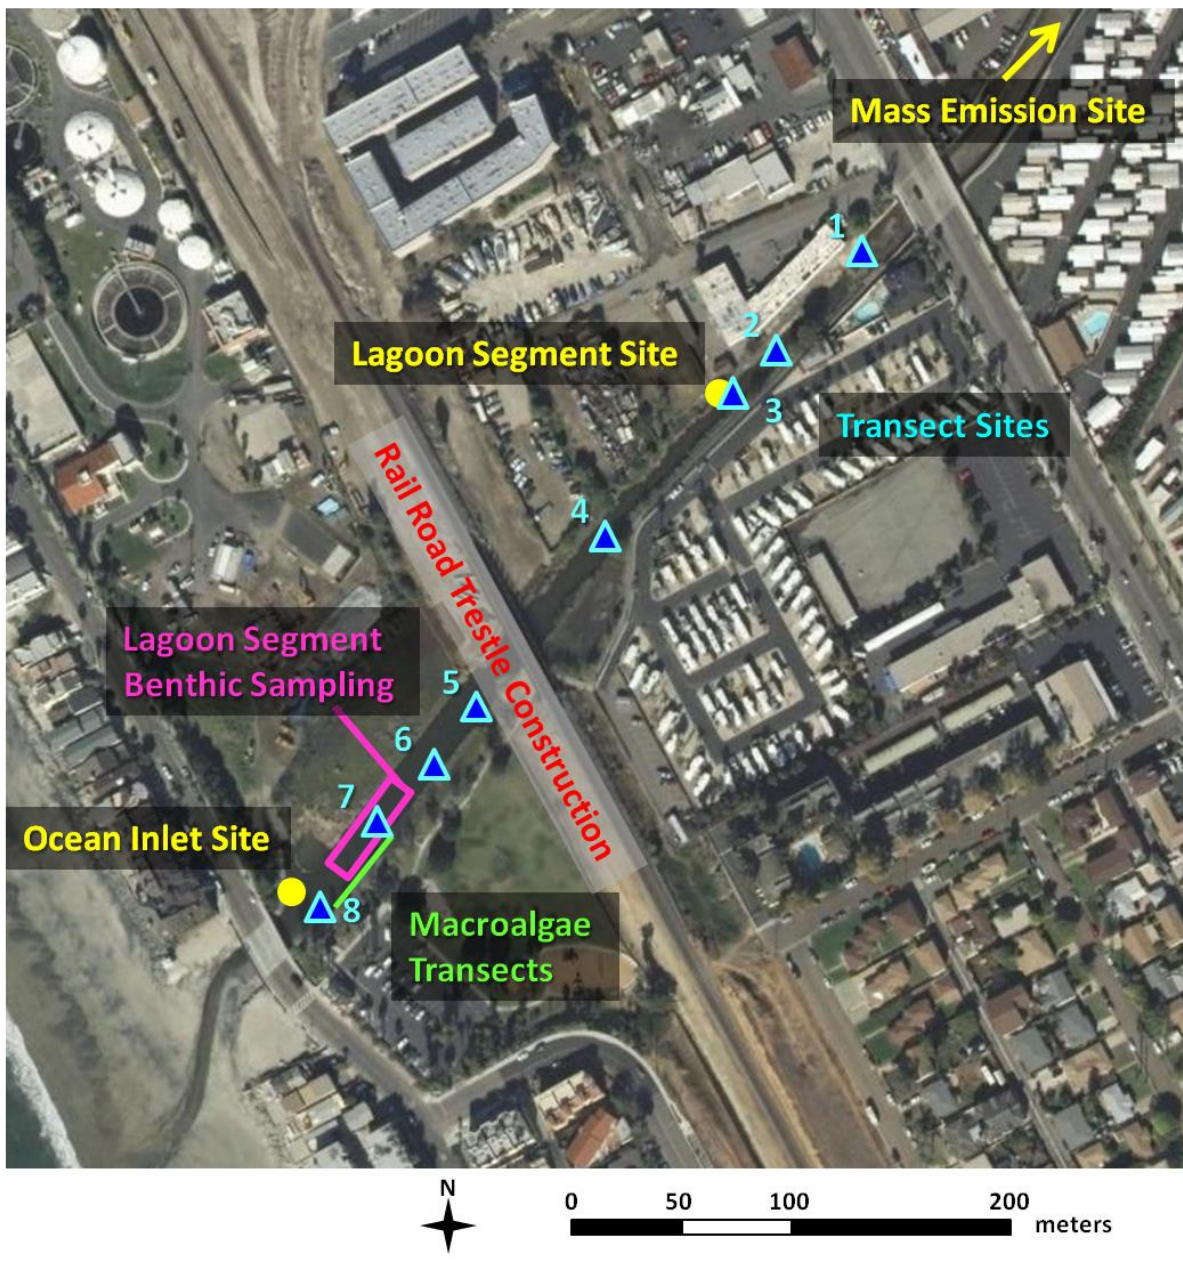 Mass Emission Site
1
2
Lagoon Segment Site
3
Transect Sites
Rail Road Trestle Construction
4
Lagoon Segment
Benthic Sampling
5
6
7
Ocean Inlet Site
8
Macroalgae
Transects
N
0 50 100 200
meters